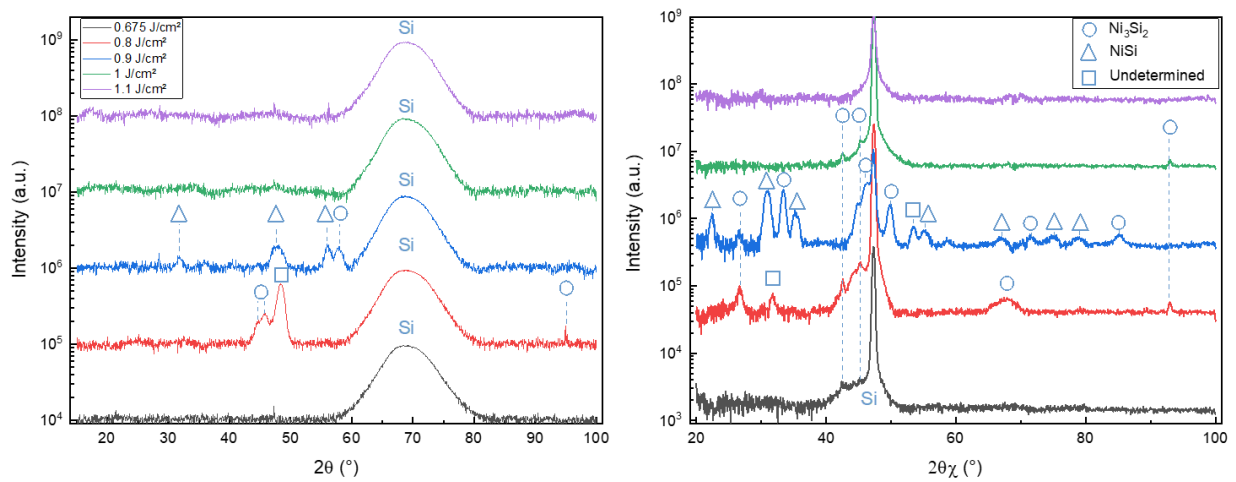 0.675 J/cm²
0.8 J/cm²
0.9 J/cm²
1 J/cm²
1.1 J/cm²
Si
Si
Si
Si
Si
10⁹
10⁸
10⁷
10⁶
10⁵
10⁴
Intensity (a.u.)
20 30 40 50 60 70 80 90 100
2θ (°)
Ni₃Si₂
NiSi
Undetermined
10⁹
10⁸
10⁷
10⁶
10⁵
10⁴
10³
Intensity (a.u.)
Si
20 40 60 80 100
2θχ (°)